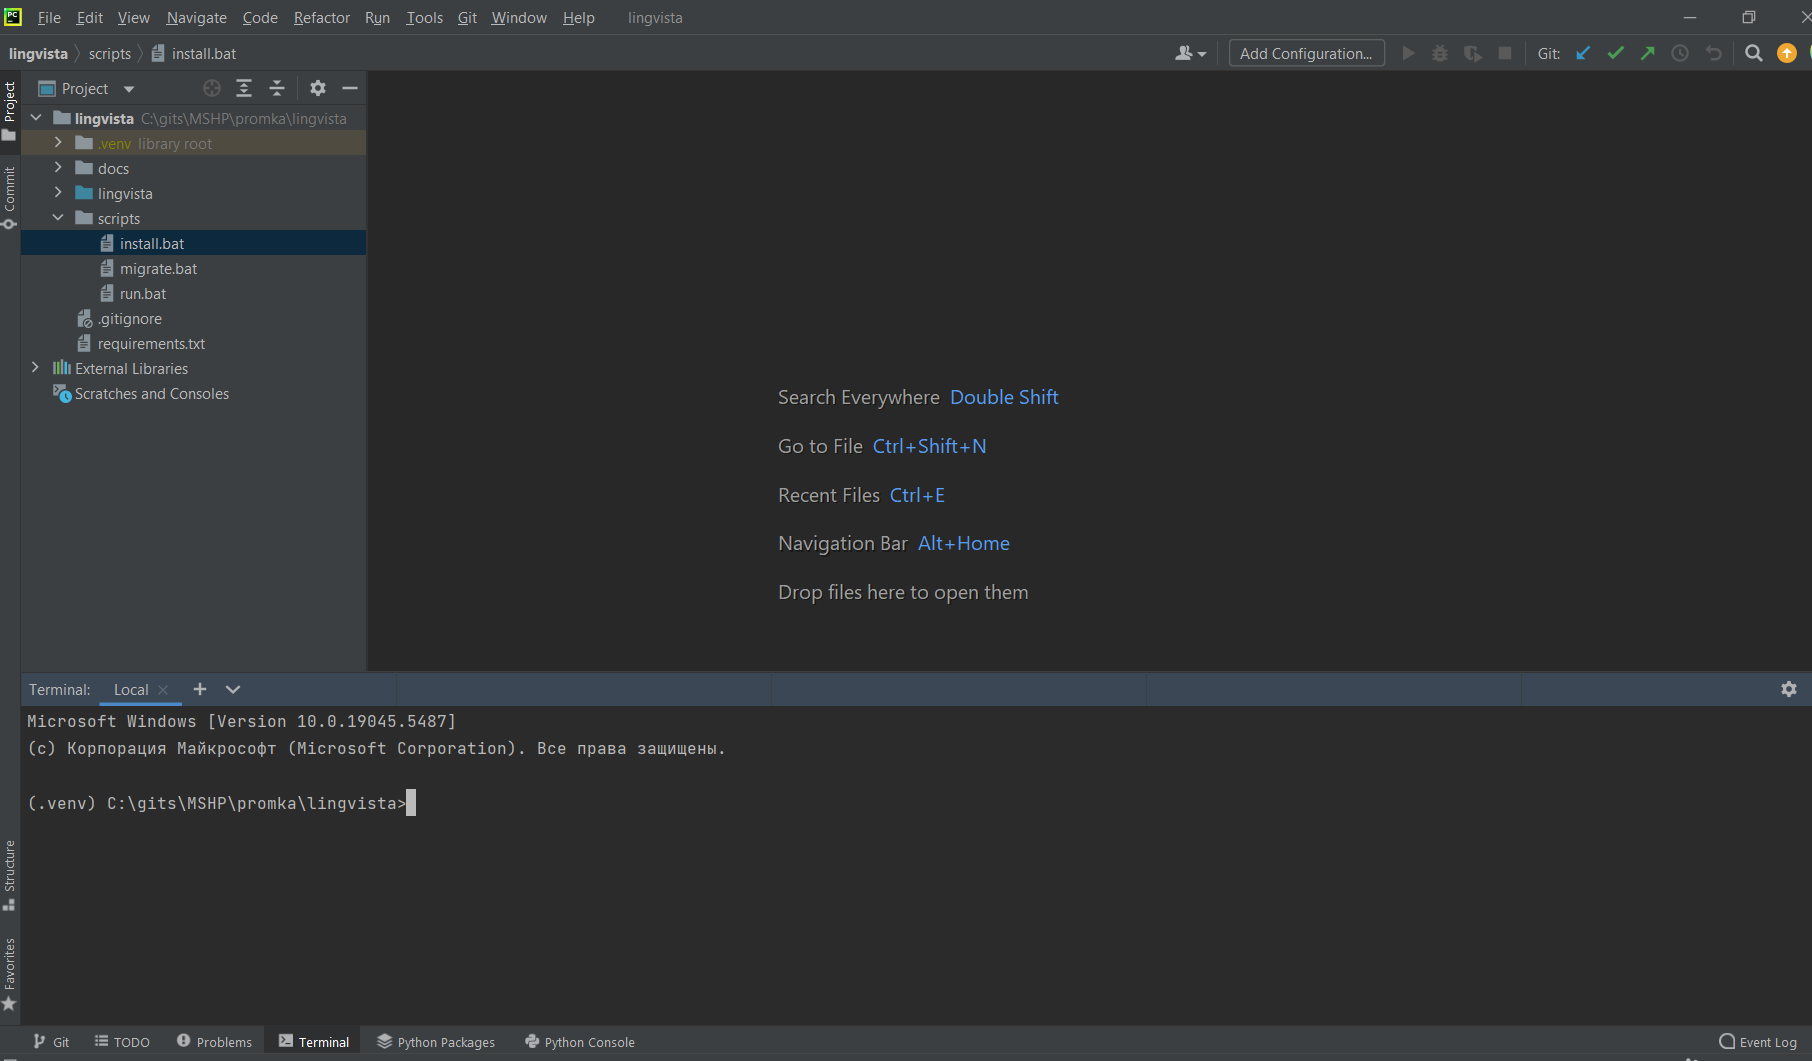 PC File Edit View Navigate Code Refactor Run Tools Git Window Help lingvista
lingvista scripts install.bat Add Configuration... Git:
Project
lingvista C:\gits\MSHP\promka\lingvista
.venv library root
docs
lingvista
scripts
install.bat
migrate.bat
run.bat
.gitignore
requirements.txt
External Libraries
Scratches and Consoles
Project
Commit
Structure
Favorites
Search Everywhere Double Shift
Go to File Ctrl+Shift+N
Recent Files Ctrl+E
Navigation Bar Alt+Home
Drop files here to open them
Terminal: Local
Microsoft Windows [Version 10.0.19045.5487]
(c) Корпорация Майкрософт (Microsoft Corporation). Все права защищены.
(.venv) C:\gits\MSHP\promka\lingvista>
Git TODO Problems Terminal Python Packages Python Console Event Log